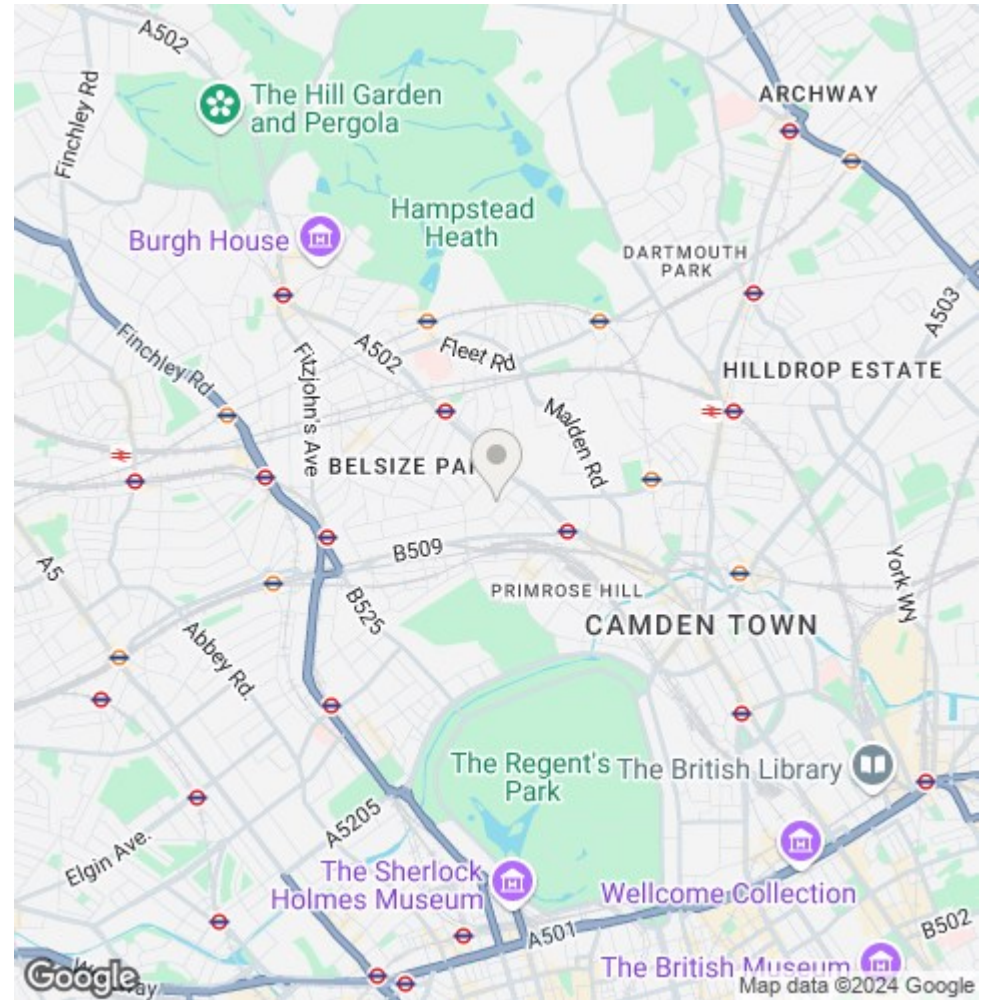 A502
ARCHWAY
The Hill Garden
and Pergola
Finchley Rd
Hampstead
Heath
Burgh House
DARTMOUTH
PARK
A503
A502
Fleet Rd
Finchley Rd
Fitzjohn's Ave
HILLDROP ESTATE
Malden Rd
BELSIZE
B509
A5
York Wy
PRIMROSE HILL
B525
Abbey Rd.
CAMDEN TOWN
The Regent's
Park
The British Library
A5205
Elgin Ave.
The Sherlock
Holmes Museum
Wellcome Collection
B502
A501
The British Museum
Google
Map data ©2024 Google